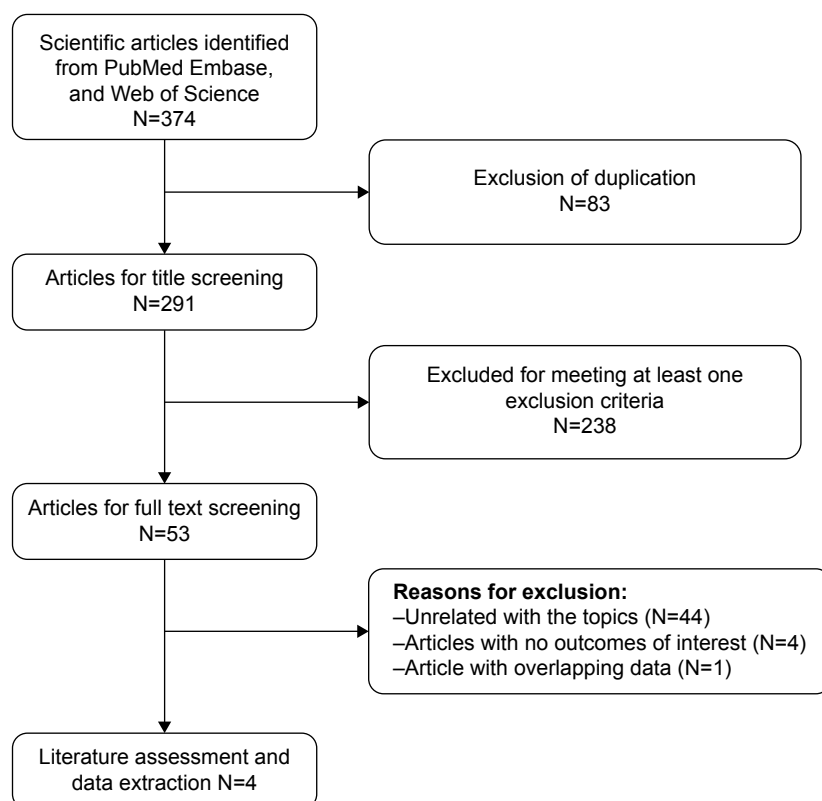 Scientific articles identified
from PubMed Embase,
and Web of Science
N=374
Exclusion of duplication
N=83
Articles for title screening
N=291
Excluded for meeting at least one
exclusion criteria
N=238
Articles for full text screening
N=53
Reasons for exclusion:
–Unrelated with the topics (N=44)
–Articles with no outcomes of interest (N=4)
–Article with overlapping data (N=1)
Literature assessment and
data extraction N=4